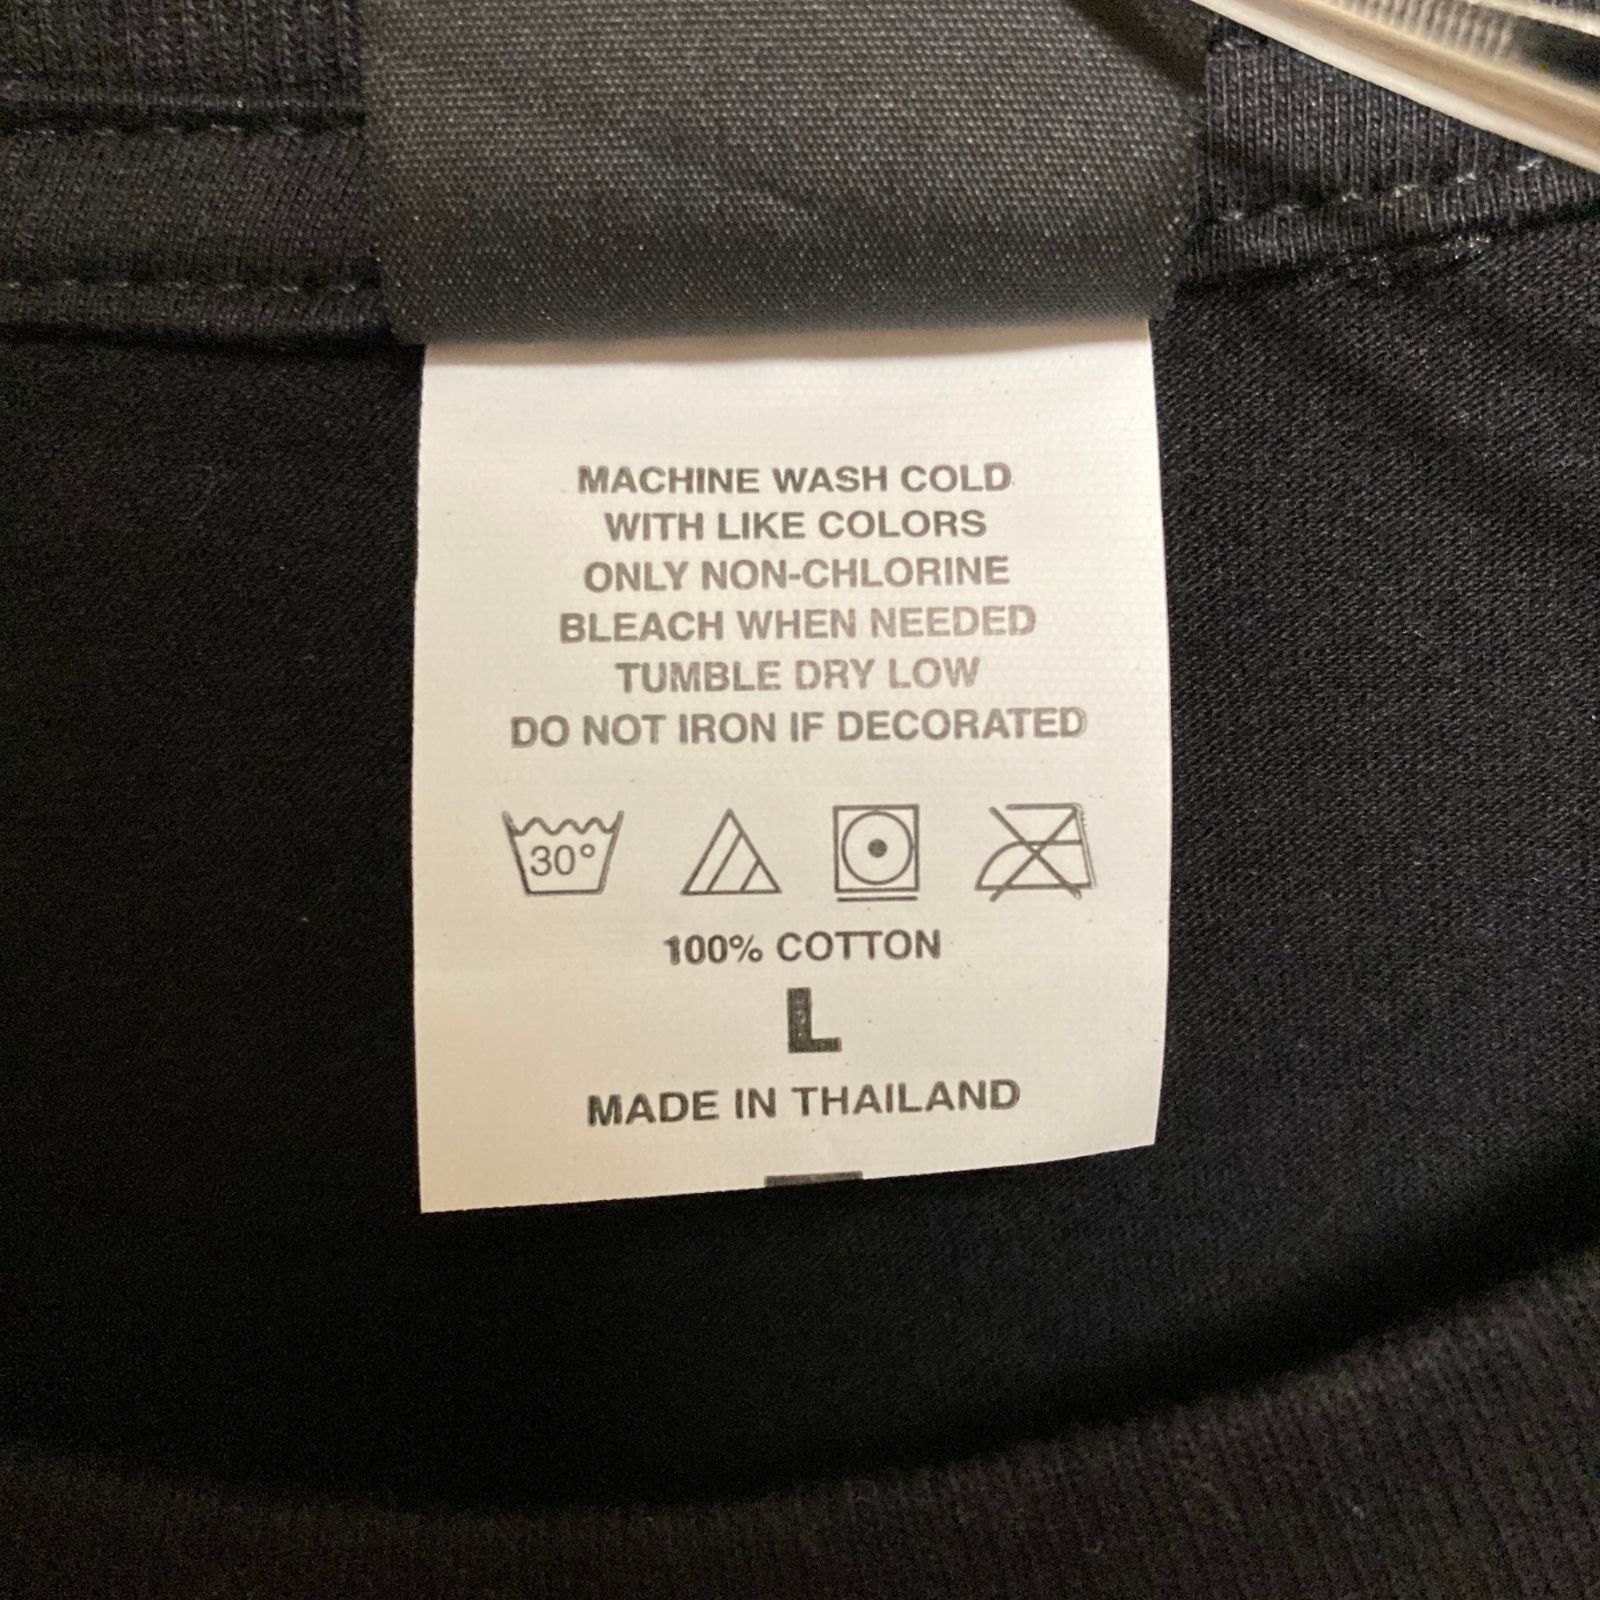 MACHINE WASH COLD
WITH LIKE COLORS
ONLY NON-CHLORINE
BLEACH WHEN NEEDED
TUMBLE DRY LOW
DO NOT IRON IF DECORATED
30°
100% COTTON
L
MADE IN THAILAND